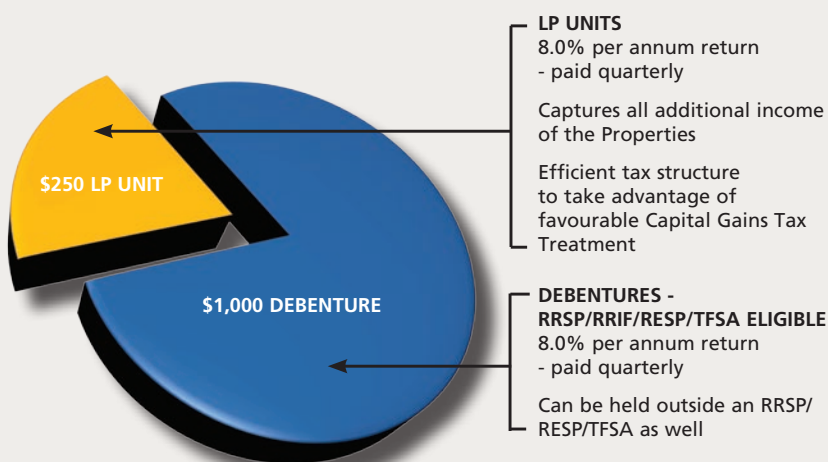 $250 LP UNIT
$1,000 DEBENTURE
LP UNITS
8.0% per annum return
- paid quarterly
Captures all additional income
of the Properties
Efficient tax structure
to take advantage of
favourable Capital Gains Tax
Treatment
DEBENTURES -
RRSP/RRIF/RESP/TFSA ELIGIBLE
8.0% per annum return
- paid quarterly
Can be held outside an RRSP/
RESP/TFSA as well